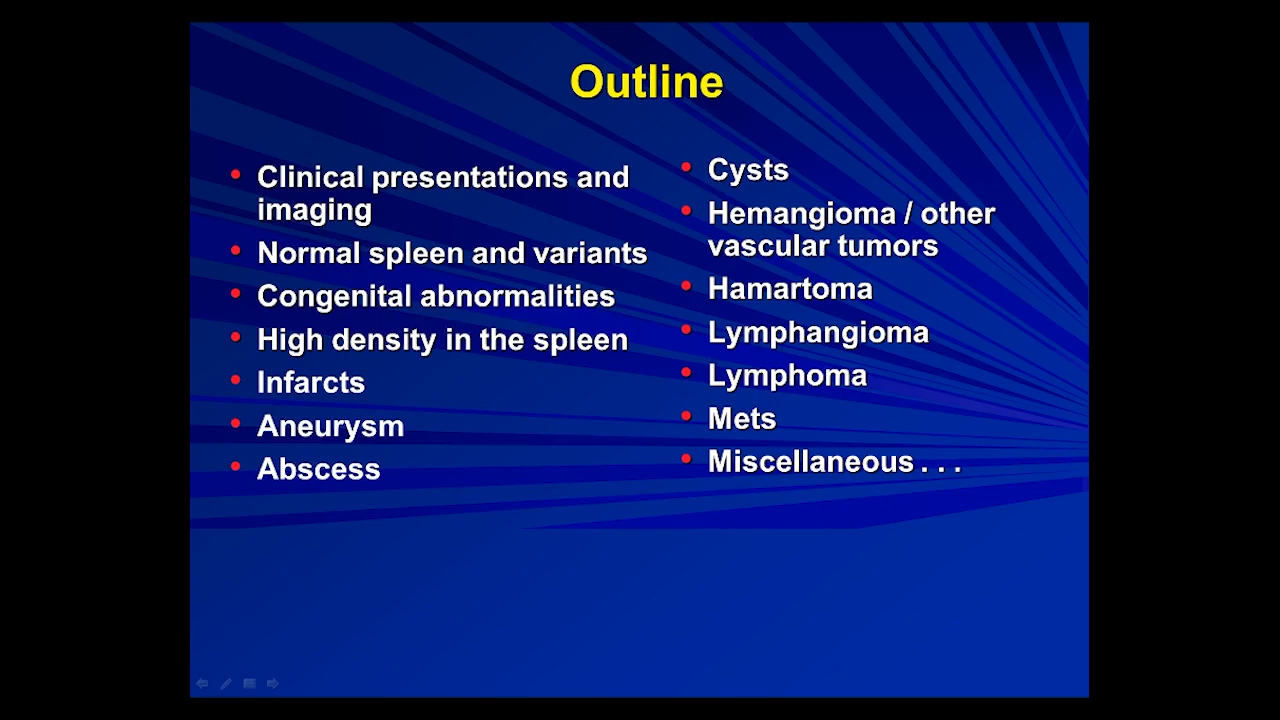 Outline
• Clinical presentations and
imaging
• Normal spleen and variants
• Congenital abnormalities
• High density in the spleen
• Infarcts
• Aneurysm
• Abscess
• Cysts
• Hemangioma / other
vascular tumors
• Hamartoma
• Lymphangioma
• Lymphoma
• Mets
• Miscellaneous . . .